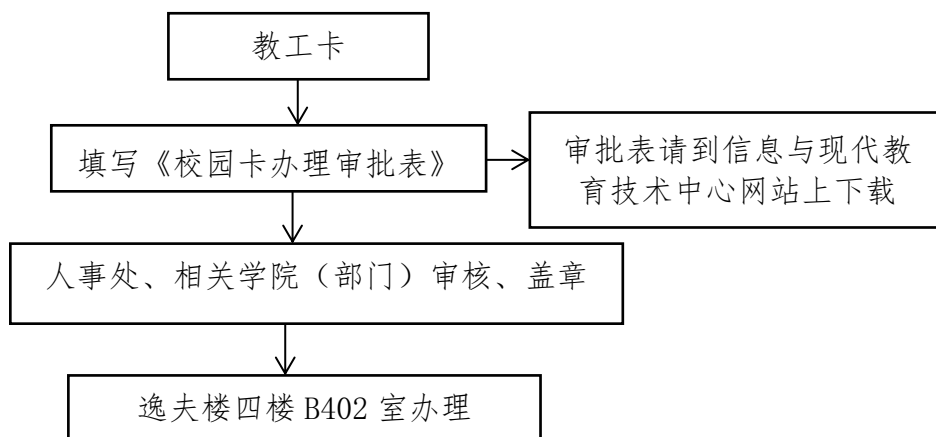 教工卡
填写《校园卡办理审批表》
审批表请到信息与现代教
育技术中心网站上下载
人事处、相关学院（部门）审核、盖章
逸夫楼四楼 B402 室办理